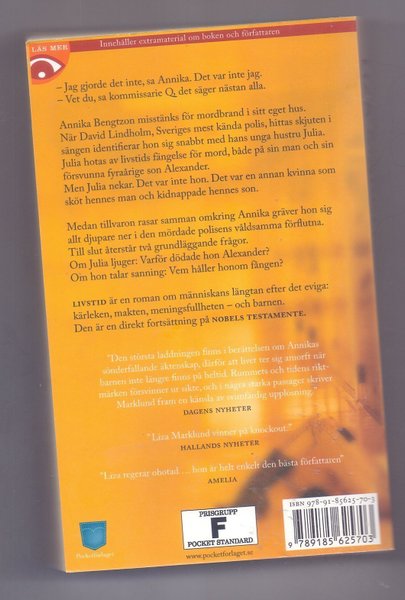 LÄS MER
Innehåller extramaterial om boken och författaren
– Jag gjorde det inte, sa Annika. Det var inte jag.
– Vet du, sa kommissarie Q, det säger nästan alla.
Annika Bengtzon misstänks för mordbrand i sitt eget hus.
När David Lindholm, Sveriges mest kända polis, hittas skjuten i
sängen identifierar hon sig snabbt med hans unga hustru Julia.
Julia hotas av livstids fängelse för mord, både på sin man och sin
försvunna fyraårige son Alexander.
Men Julia nekar. Det var inte hon. Det var en annan kvinna som
sköt hennes man och kidnappade hennes son.
Medan tillvaron rasar samman omkring Annika gräver hon sig
allt djupare ner i den mördade polisens våldsamma förflutna.
Till slut återstår två grundläggande frågor.
Om Julia ljuger: Varför dödade hon Alexander?
Om hon talar sanning: Vem håller honom fången?
LIVSTID är en roman om människans längtan efter det eviga:
kärleken, makten, meningsfullheten – och barnen.
Den är en direkt fortsättning på NOBELS TESTAMENTE.
"Den största laddningen finns i berättelsen om Annikas
sönderfallande äktenskap, därför att livet ter sig amorft när
barnen inte längre finns på heltid. Rummets och tidens rikt-
märken försvinner ur sikte, och i några starka passager skriver
Marklund fram en känsla av svimfärdig upplösning."
DAGENS NYHETER
"Liza Marklund vinner på knockout."
HALLANDS NYHETER
"Liza regerar ohotad.... hon är helt enkelt den bästa författaren"
AMELIA
Pocketförlaget
PRISGRUPP
F
POCKET STANDARD
www.pocketforlaget.se
ISBN 978-91-85625-70-3
9 789185 625703